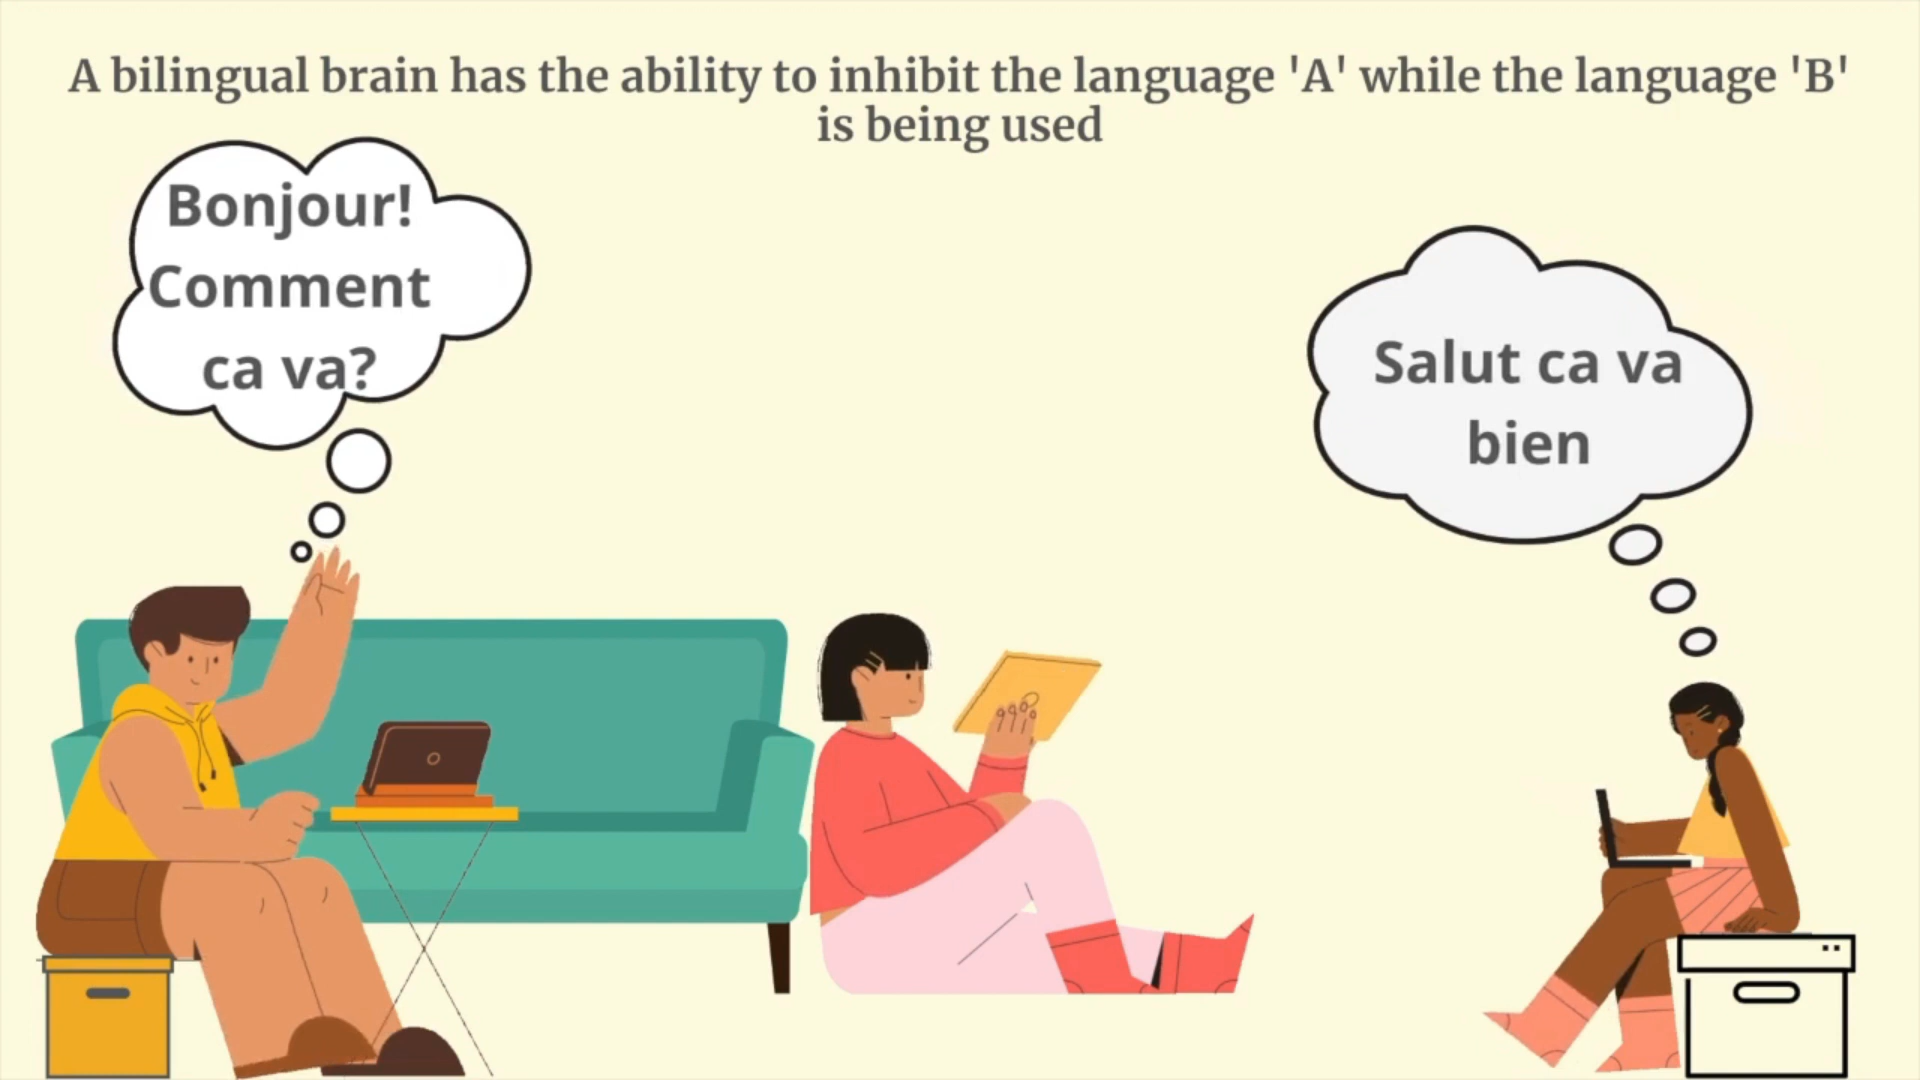 A bilingual brain has the ability to inhibit the language 'A' while the language 'B'
is being used
Bonjour!
Comment
ca va?
Salut ca va
bien